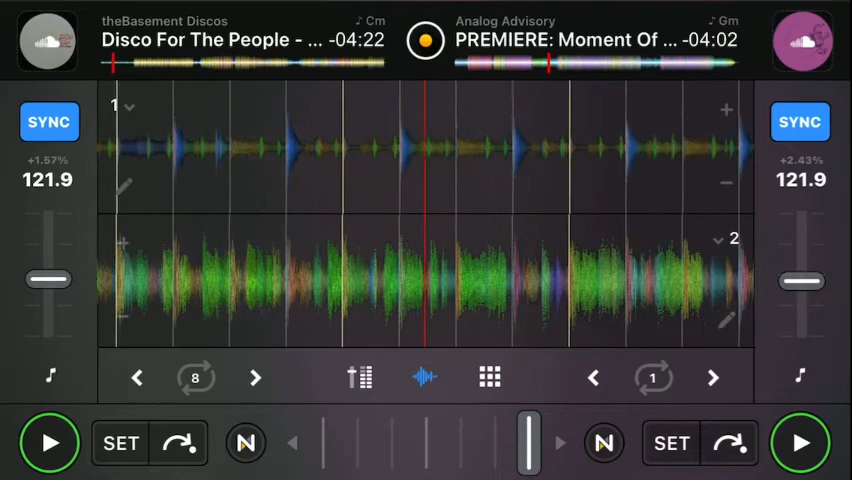 theBasement Discos
♪ Cm
Disco For The People - ... -04:22
Analog Advisory
♪ Gm
PREMIERE: Moment Of ... -04:02
SYNC
+1.57%
121.9
1
2
SYNC
+2.43%
121.9
8
1
SET
N
N
SET